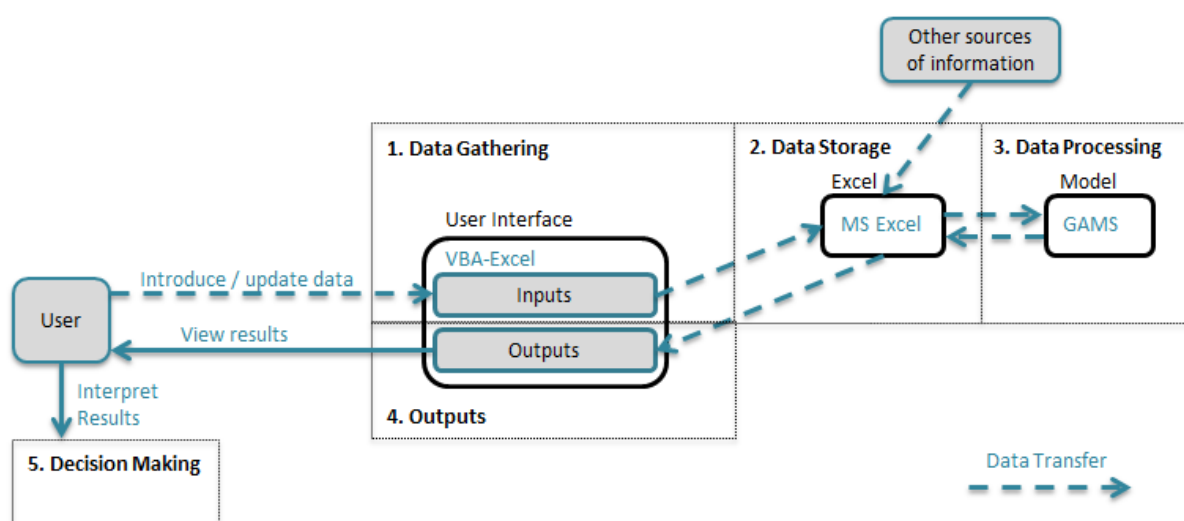 Other sources
of information
1. Data Gathering
2. Data Storage
3. Data Processing
Excel
Model
User Interface
MS Excel
GAMS
VBA-Excel
Introduce / update data
Inputs
User
View results
Outputs
Interpret
Results
4. Outputs
5. Decision Making
Data Transfer